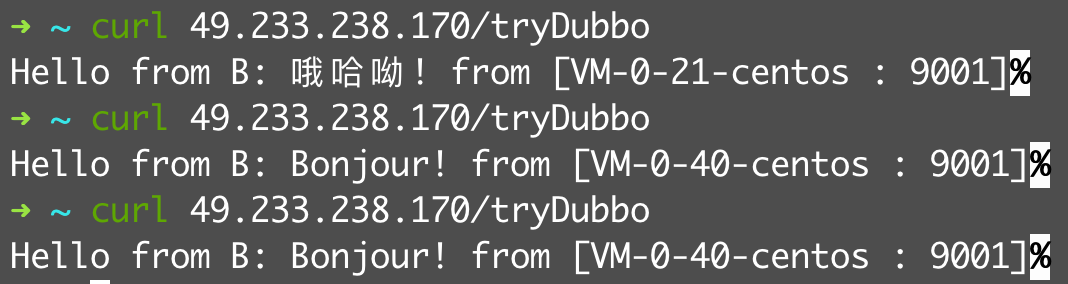 ➜ ~ curl 49.233.238.170/tryDubbo
Hello from B: 哦哈呦! from [VM-0-21-centos : 9001]%
➜ ~ curl 49.233.238.170/tryDubbo
Hello from B: Bonjour! from [VM-0-40-centos : 9001]%
➜ ~ curl 49.233.238.170/tryDubbo
Hello from B: Bonjour! from [VM-0-40-centos : 9001]%